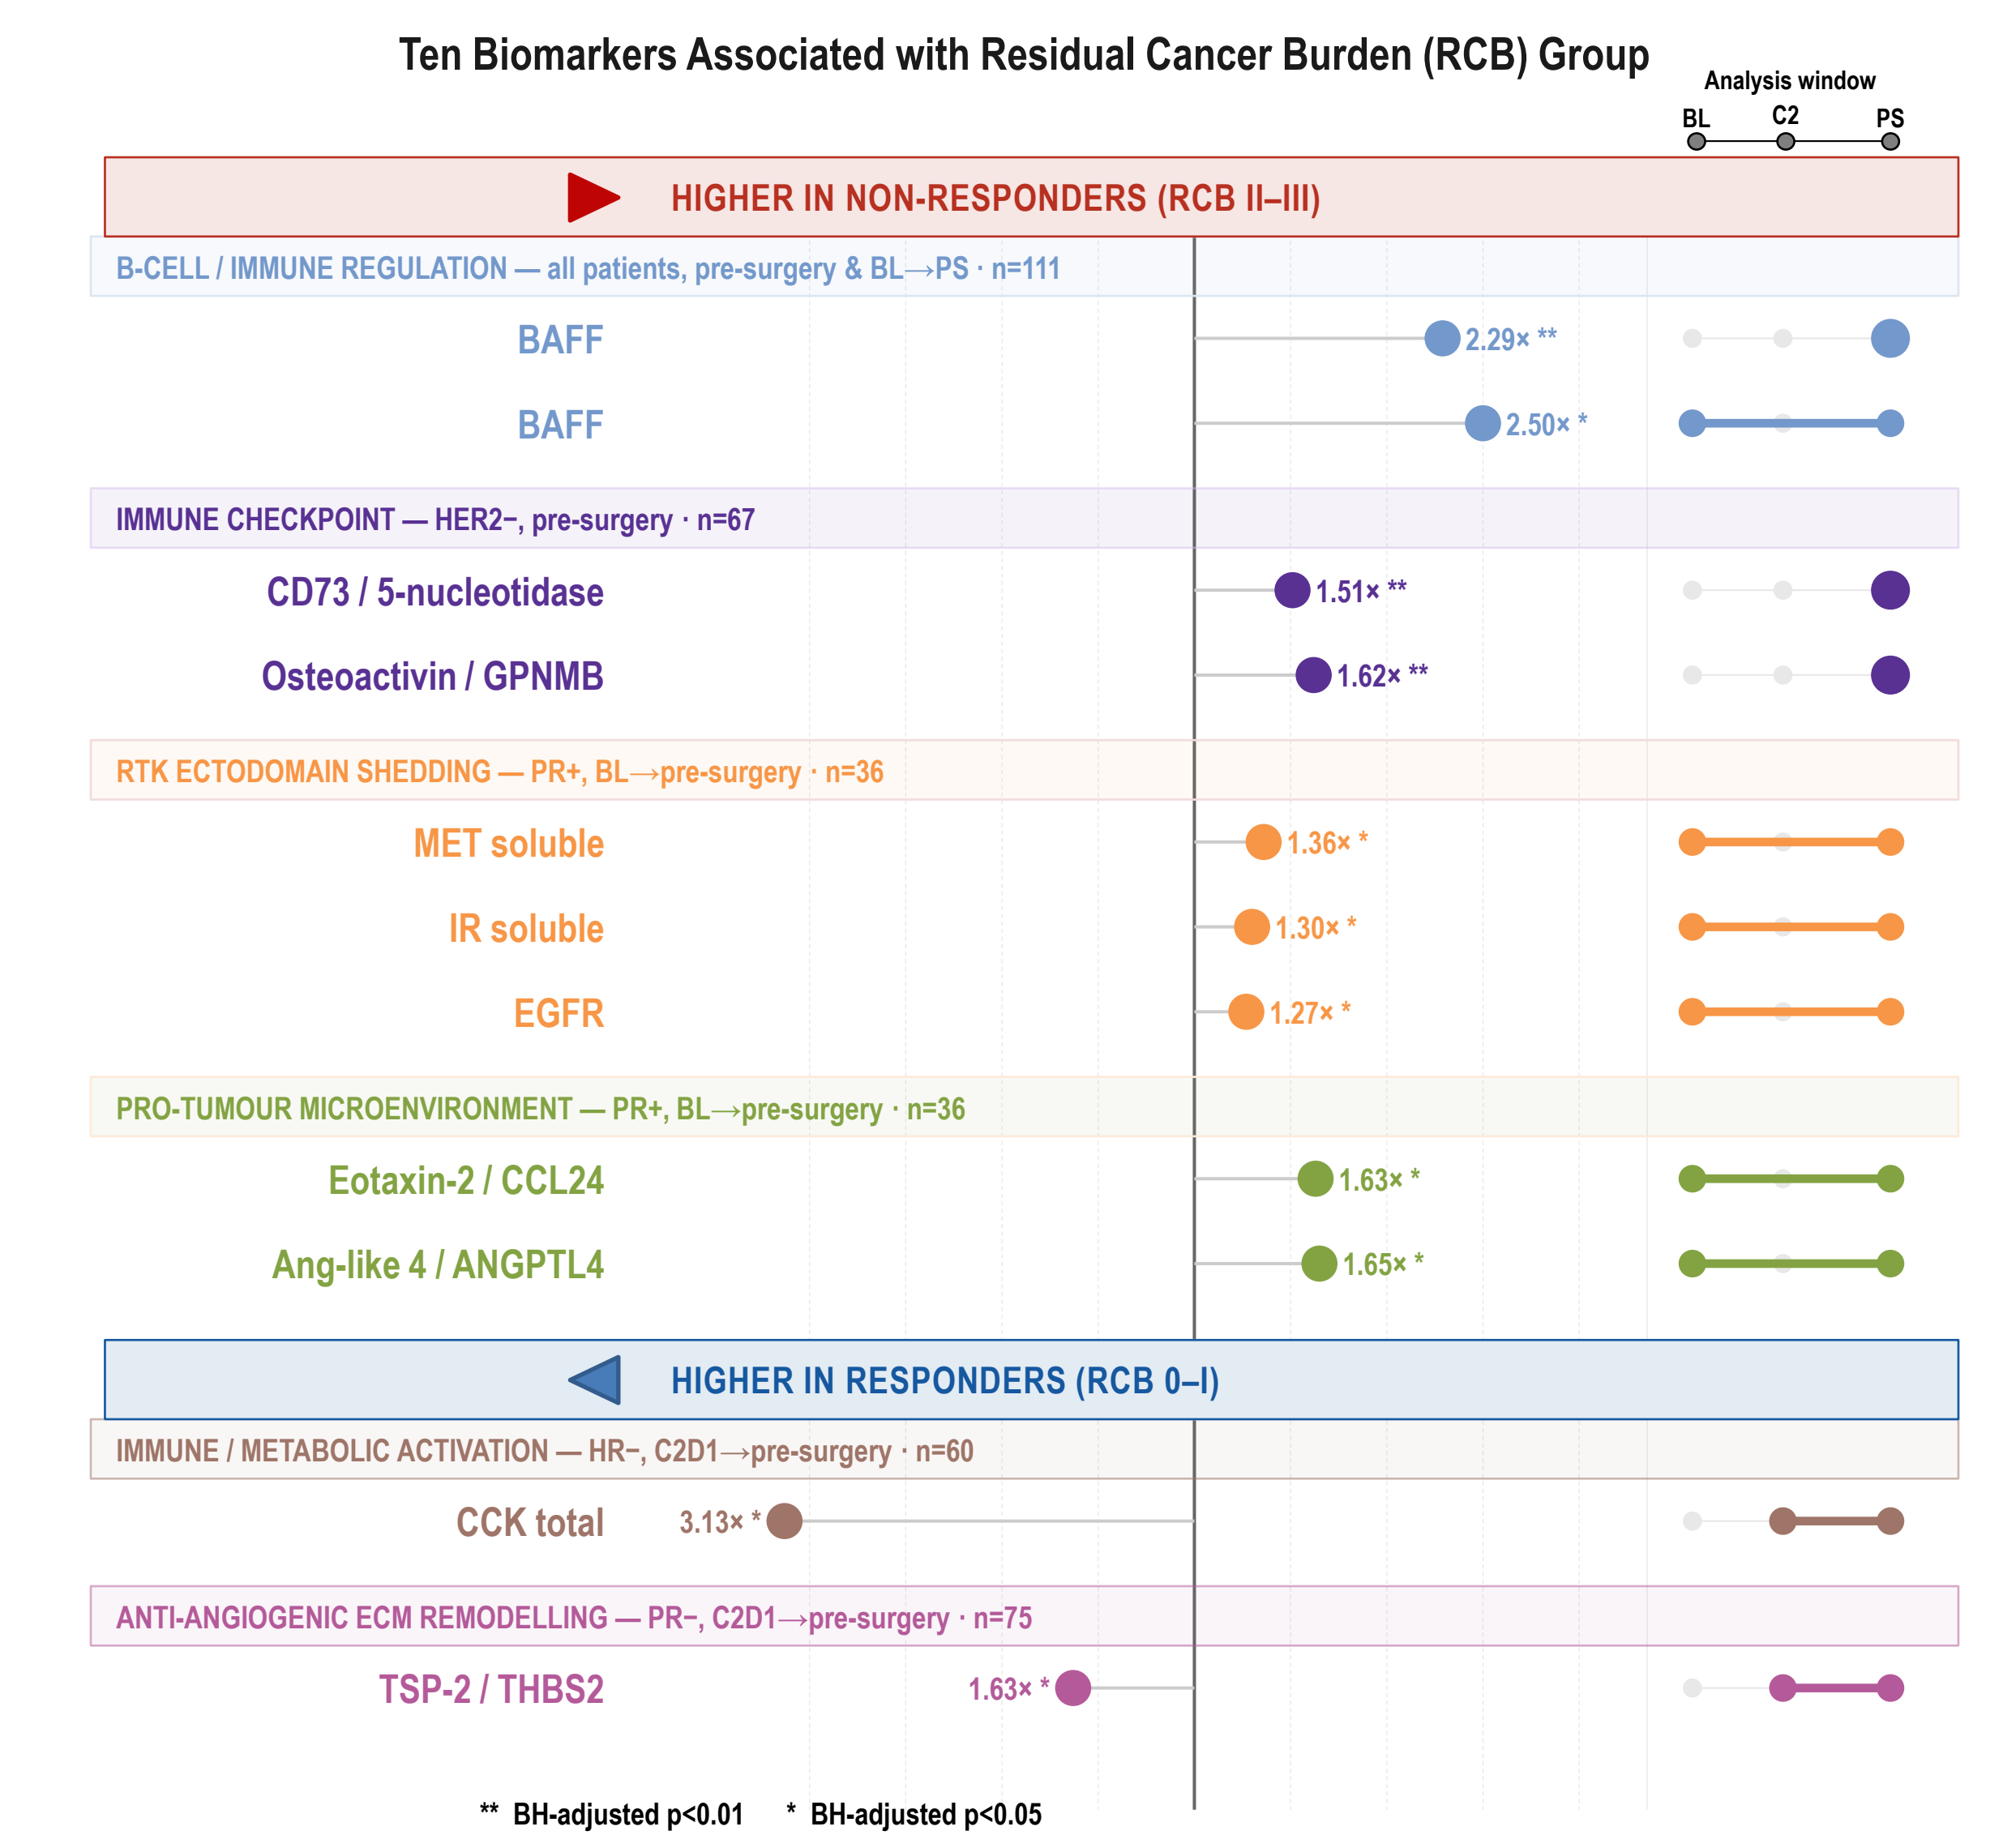 Ten Biomarkers Associated with Residual Cancer Burden (RCB) Group
Analysis window
BL C2 PS
HIGHER IN NON-RESPONDERS (RCB II–III)
B-CELL / IMMUNE REGULATION — all patients, pre-surgery & BL→PS · n=111
BAFF 2.29× **
BAFF 2.50× *
IMMUNE CHECKPOINT — HER2−, pre-surgery · n=67
CD73 / 5-nucleotidase 1.51× **
Osteoactivin / GPNMB 1.62× **
RTK ECTODOMAIN SHEDDING — PR+, BL→pre-surgery · n=36
MET soluble 1.36× *
IR soluble 1.30× *
EGFR 1.27× *
PRO-TUMOUR MICROENVIRONMENT — PR+, BL→pre-surgery · n=36
Eotaxin-2 / CCL24 1.63× *
Ang-like 4 / ANGPTL4 1.65× *
HIGHER IN RESPONDERS (RCB 0–I)
IMMUNE / METABOLIC ACTIVATION — HR−, C2D1→pre-surgery · n=60
CCK total 3.13× *
ANTI-ANGIOGENIC ECM REMODELLING — PR−, C2D1→pre-surgery · n=75
TSP-2 / THBS2 1.63× *
** BH-adjusted p<0.01 * BH-adjusted p<0.05